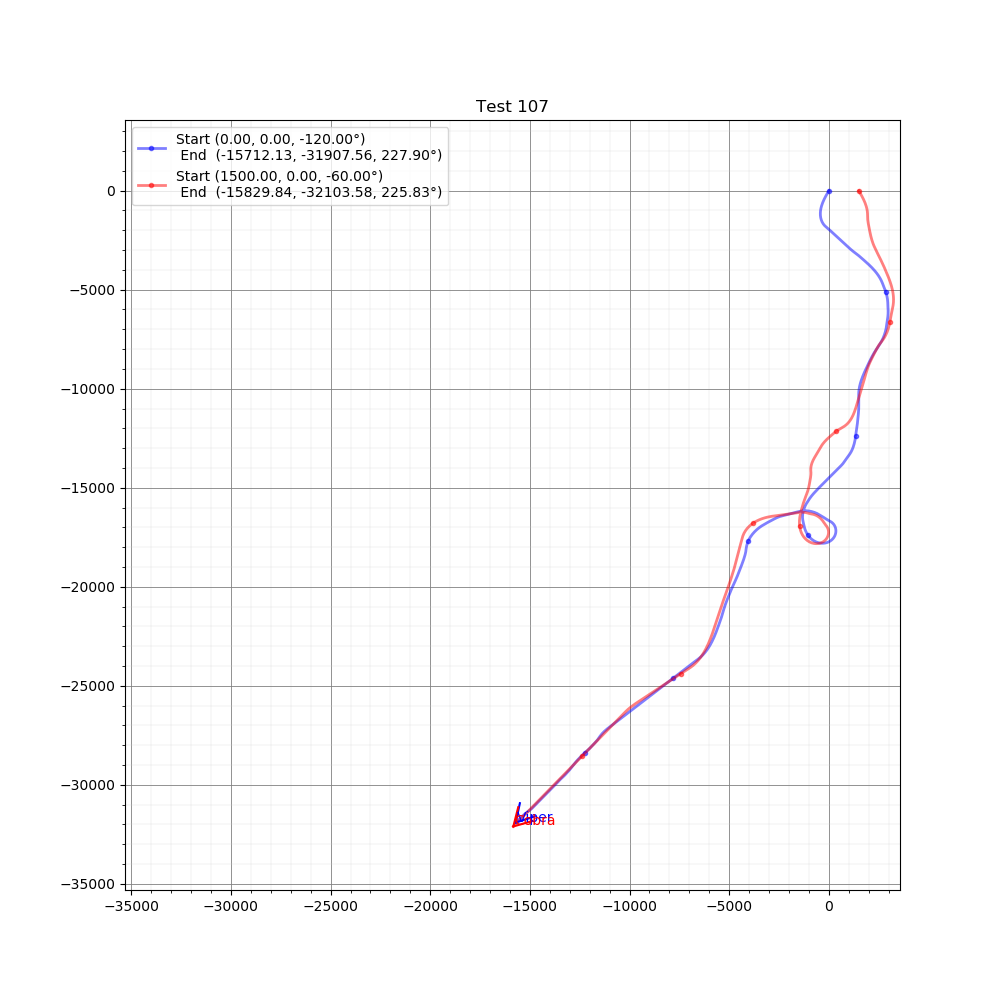 Test 107
Start (0.00, 0.00, -120.00°)
End (-15712.13, -31907.56, 227.90°)
Start (1500.00, 0.00, -60.00°)
End (-15829.84, -32103.58, 225.83°)
0
−5000
−10000
−15000
−20000
−25000
−30000
−35000
−35000 −30000 −25000 −20000 −15000 −10000 −5000 0